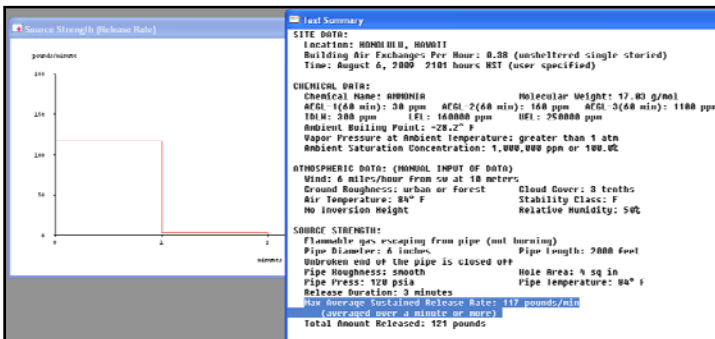 Source Strength (Release Rate)
pounds/minute
200
150
100
50
0
0
1
2
minutes
Text Summary
SITE DATA:
Location: HONOLULU, HAWAII
Building Air Exchanges Per Hour: 0.38 (unsheltered single storied)
Time: August 6, 2009 2101 hours HST (user specified)
CHEMICAL DATA:
Chemical Name: AMMONIA Molecular Weight: 17.03 g/mol
AEGL-1(60 min): 30 ppm AEGL-2(60 min): 160 ppm AEGL-3(60 min): 1100 ppm
IDLH: 300 ppm LEL: 160000 ppm UEL: 250000 ppm
Ambient Boiling Point: -28.2° F
Vapor Pressure at Ambient Temperature: greater than 1 atm
Ambient Saturation Concentration: 1,000,000 ppm or 100.0%
ATMOSPHERIC DATA: (MANUAL INPUT OF DATA)
Wind: 6 miles/hour from sw at 10 meters
Ground Roughness: urban or forest Cloud Cover: 3 tenths
Air Temperature: 84° F Stability Class: F
No Inversion Height Relative Humidity: 50%
SOURCE STRENGTH:
Flammable gas escaping from pipe (not burning)
Pipe Diameter: 6 inches Pipe Length: 2000 feet
Unbroken end of the pipe is closed off
Pipe Roughness: smooth Hole Area: 4 sq in
Pipe Press: 120 psia Pipe Temperature: 84° F
Release Duration: 3 minutes
Max Average Sustained Release Rate: 117 pounds/min
(averaged over a minute or more)
Total Amount Released: 121 pounds